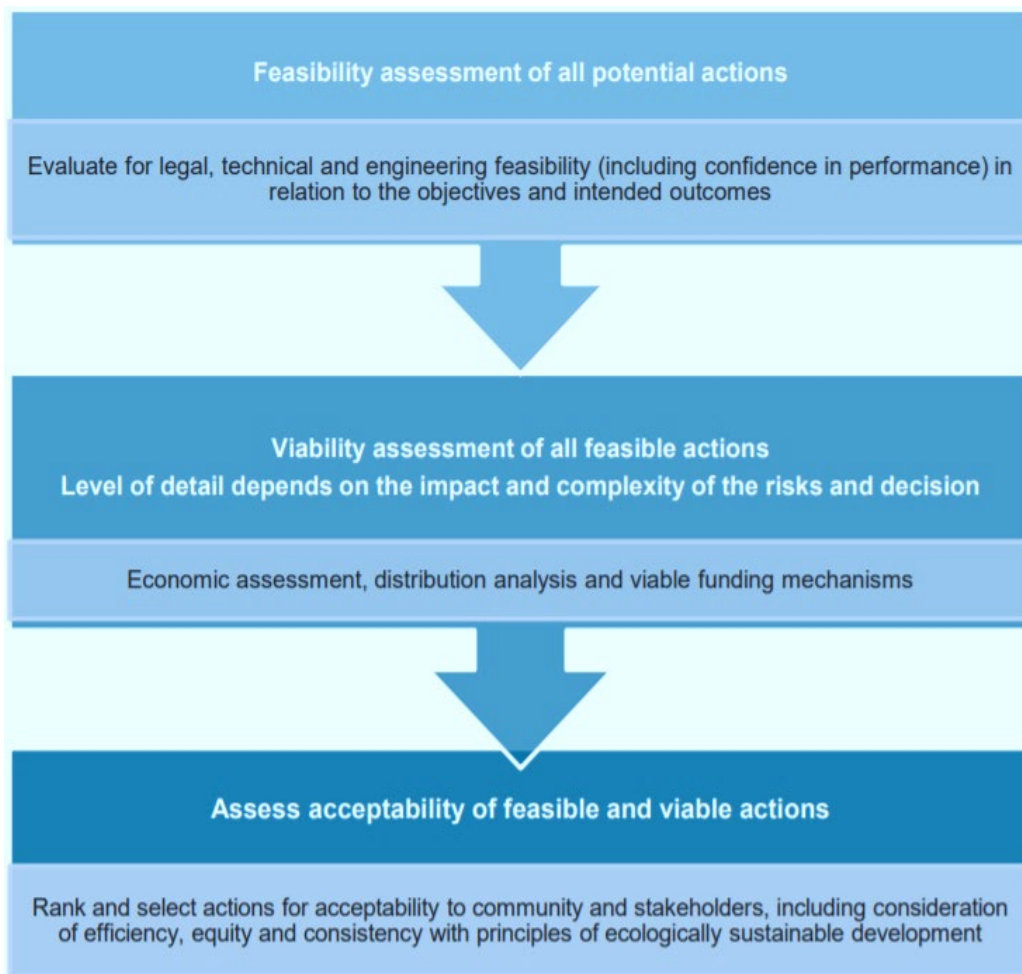 Feasibility assessment of all potential actions
Evaluate for legal, technical and engineering feasibility (including confidence in performance) in
relation to the objectives and intended outcomes
Viability assessment of all feasible actions
Level of detail depends on the impact and complexity of the risks and decision
Economic assessment, distribution analysis and viable funding mechanisms
Assess acceptability of feasible and viable actions
Rank and select actions for acceptability to community and stakeholders, including consideration
of efficiency, equity and consistency with principles of ecologically sustainable development